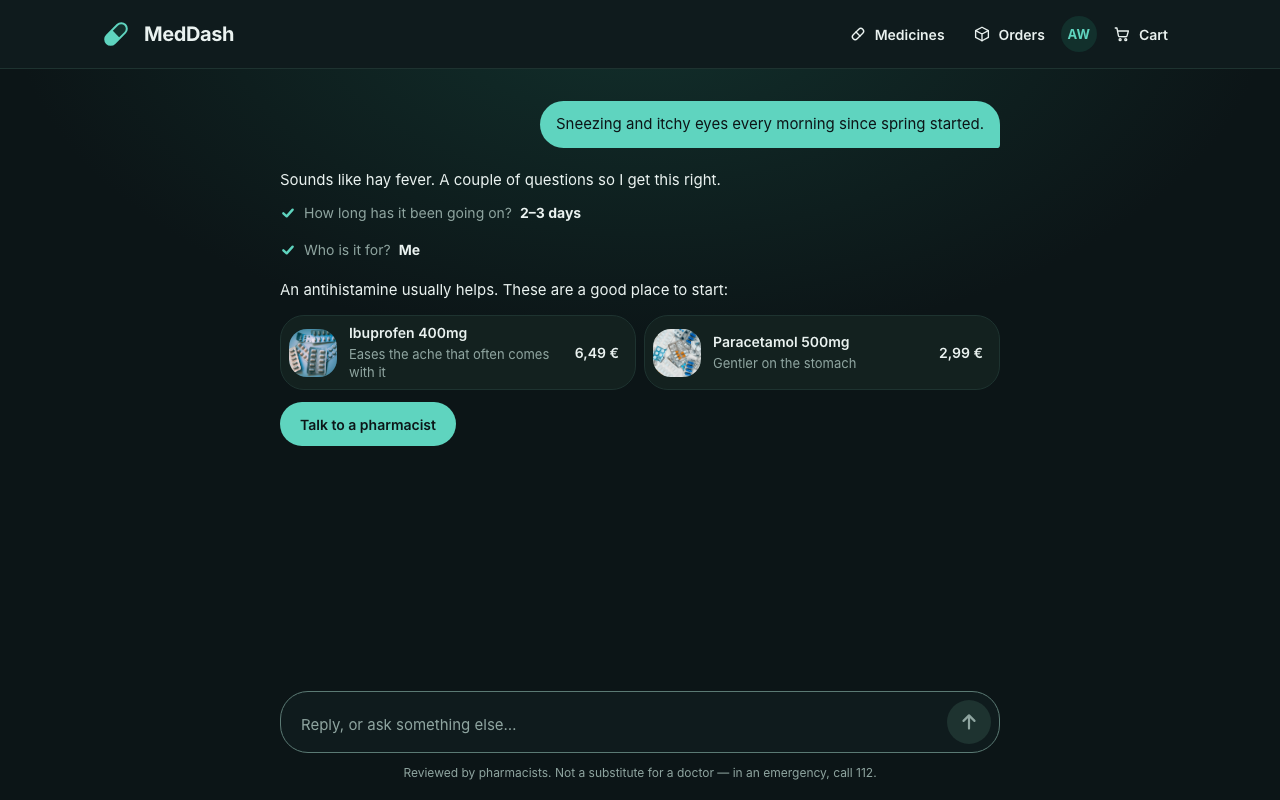 MedDash
Medicines
Orders
AW
Cart
Sneezing and itchy eyes every morning since spring started.
Sounds like hay fever. A couple of questions so I get this right.
How long has it been going on? 2–3 days
Who is it for? Me
An antihistamine usually helps. These are a good place to start:
Ibuprofen 400mg
Eases the ache that often comes
with it
6,49 €
Paracetamol 500mg
Gentler on the stomach
2,99 €
Talk to a pharmacist
Reply, or ask something else…
Reviewed by pharmacists. Not a substitute for a doctor — in an emergency, call 112.